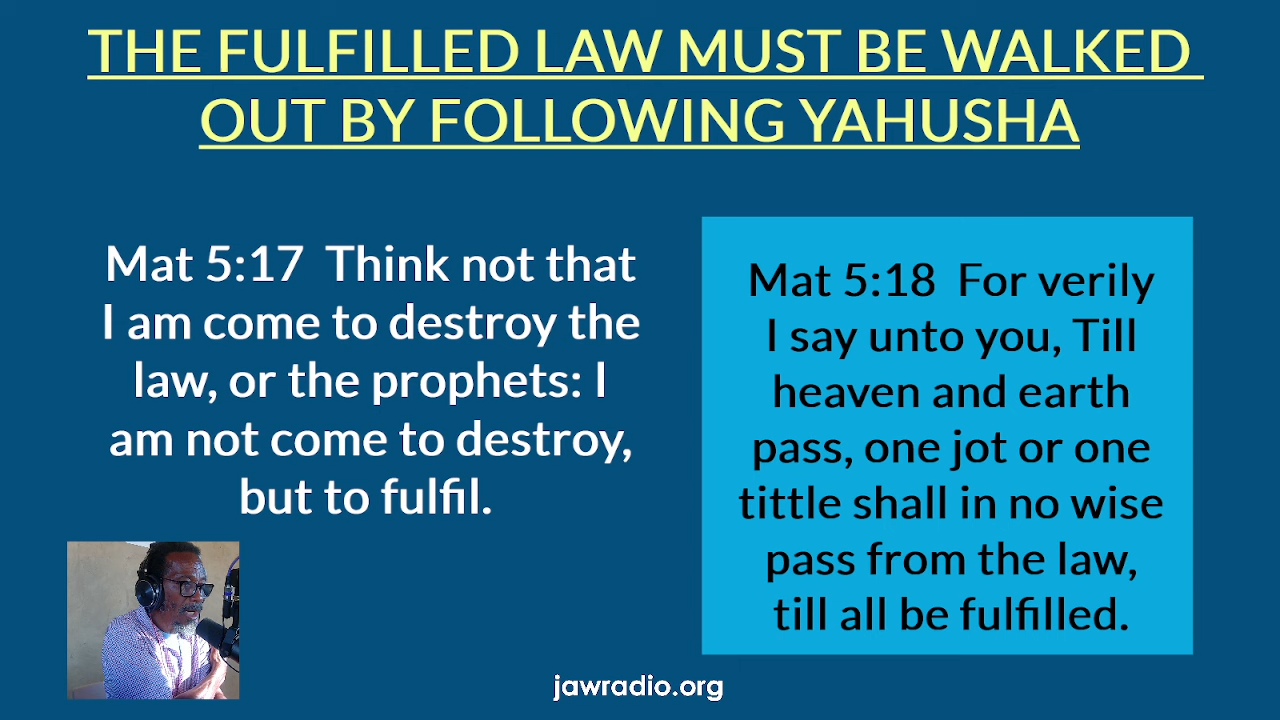 THE FULFILLED LAW MUST BE WALKED
OUT BY FOLLOWING YAHUSHA
Mat 5:17  Think not that
I am come to destroy the
law, or the prophets: I
am not come to destroy,
but to fulfil.
Mat 5:18  For verily
I say unto you, Till
heaven and earth
pass, one jot or one
tittle shall in no wise
pass from the law,
till all be fulfilled.
jawradio.org